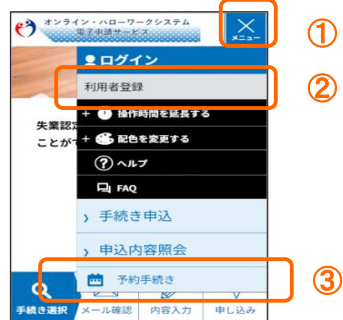 オンライン・ハローワークシステム
電子申請サービス
メニュー
①
ログイン
利用者登録
②
+ 操作時間を延長する
失業認定
+ 配色を変更する
ことが
? ヘルプ
FAQ
› 手続き申込
› 申込内容照会
予約手続き
③
手続き選択
メール確認
内容入力
申し込み